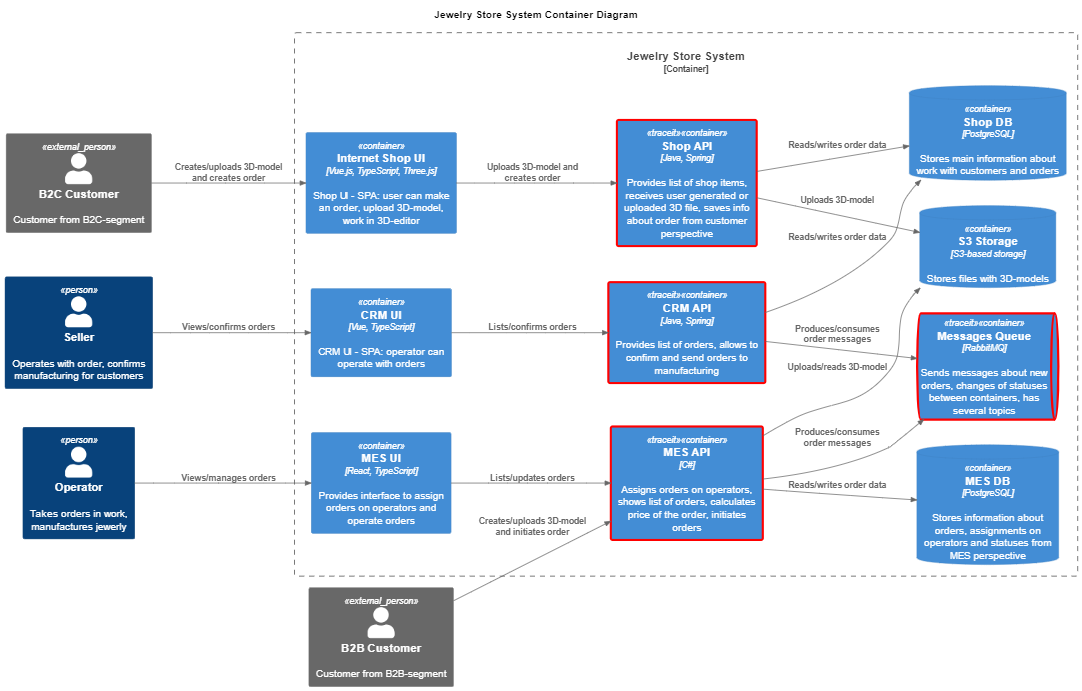 Jewelry Store System Container Diagram
Jewelry Store System
[Container]
«external_person»
B2C Customer
Customer from B2C-segment
Creates/uploads 3D-model
and creates order
«container»
Internet Shop UI
[Vue.js, TypeScript, Three.js]
Shop UI - SPA: user can make
an order, upload 3D-model,
work in 3D-editor
Uploads 3D-model and
creates order
«traceit»«container»
Shop API
[Java, Spring]
Provides list of shop items,
receives user generated or
uploaded 3D file, saves info
about order from customer
perspective
Reads/writes order data
Uploads 3D-model
Reads/writes order data
«container»
Shop DB
[PostgreSQL]
Stores main information about
work with customers and orders
«container»
S3 Storage
[S3-based storage]
Stores files with 3D-models
«person»
Seller
Operates with order, confirms
manufacturing for customers
Views/confirms orders
«container»
CRM UI
[Vue, TypeScript]
CRM UI - SPA: operator can
operate with orders
Lists/confirms orders
«traceit»«container»
CRM API
[Java, Spring]
Provides list of orders, allows to
confirm and send orders to
manufacturing
Produces/consumes
order messages
Uploads/reads 3D-model
«traceit»«container»
Messages Queue
[RabbitMQ]
Sends messages about new
orders, changes of statuses
between containers, has
several topics
«person»
Operator
Takes orders in work,
manufactures jewerly
Views/manages orders
«container»
MES UI
[React, TypeScript]
Provides interface to assign
orders on operators and
operate orders
Lists/updates orders
«traceit»«container»
MES API
[C#]
Assigns orders on operators,
shows list of orders, calculates
price of the order, initiates
orders
Produces/consumes
order messages
Reads/writes order data
«container»
MES DB
[PostgreSQL]
Stores information about
orders, assignments on
operators and statuses from
MES perspective
Creates/uploads 3D-model
and initiates order
«external_person»
B2B Customer
Customer from B2B-segment